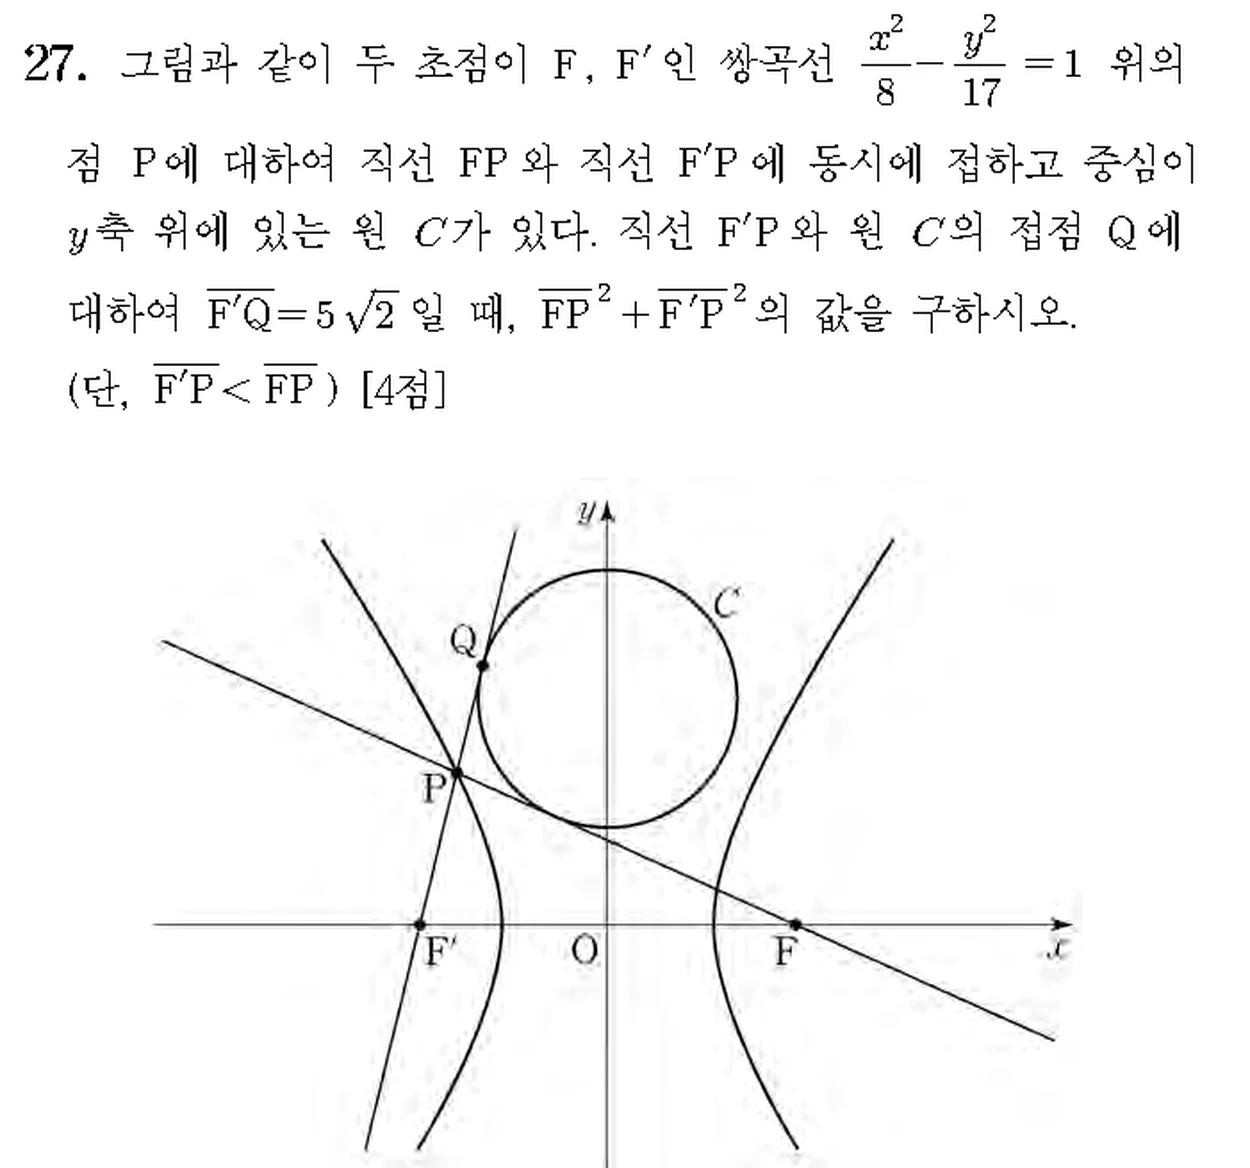 27. 그림과 같이 두 초점이 F, F′인 쌍곡선 x²/8 − y²/17 = 1 위의
점 P에 대하여 직선 FP와 직선 F′P에 동시에 접하고 중심이
y축 위에 있는 원 C가 있다. 직선 F′P와 원 C의 접점 Q에
대하여 F′Q=5√2 일 때, FP²+F′P²의 값을 구하시오.
(단, F′P<FP) [4점]
y
C
Q
P
F′
O
F
x